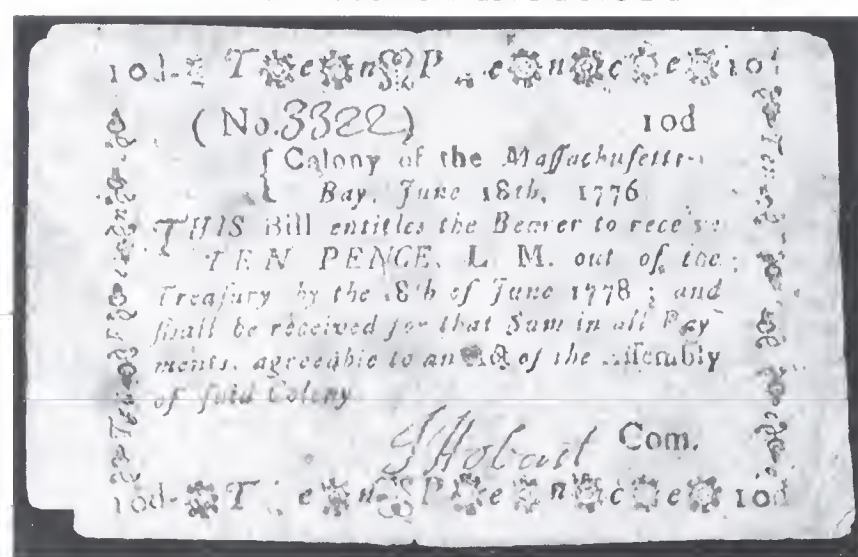 10d- Ten Pence 10d
(No. 3322) 10d
Colony of the Maſſachuſetts-
Bay, June 18th, 1776
THIS Bill entitles the Bearer to receive
TEN PENCE, L. M. out of the
Treaſury by the 18th of June 1778; and
ſhall be received for that Sum in all Pay-
ments, agreeable to an Act of the Aſſembly
of ſaid Colony
J Hobart Com.
10d- Ten Pence 10d